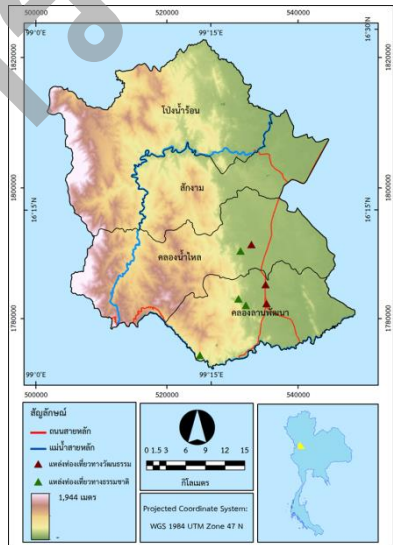 500000 520000 540000
99°0'E 99°15'E
16°30'N
1820000 1820000
โป่งน้ำร้อน
1800000 1800000
สักงาม
16°15'N 16°15'N
คลองน้ำไหล
1780000 1780000
คลองลานพัฒนา
99°0'E 99°15'E
500000 520000 540000
สัญลักษณ์
ถนนสายหลัก
แม่น้ำสายหลัก
แหล่งท่องเที่ยวทางวัฒนธรรม
แหล่งท่องเที่ยวทางธรรมชาติ
1,944 เมตร
-
0 1.5 3 6 9 12 15
กิโลเมตร
Projected Coordinate System:
WGS 1984 UTM Zone 47 N